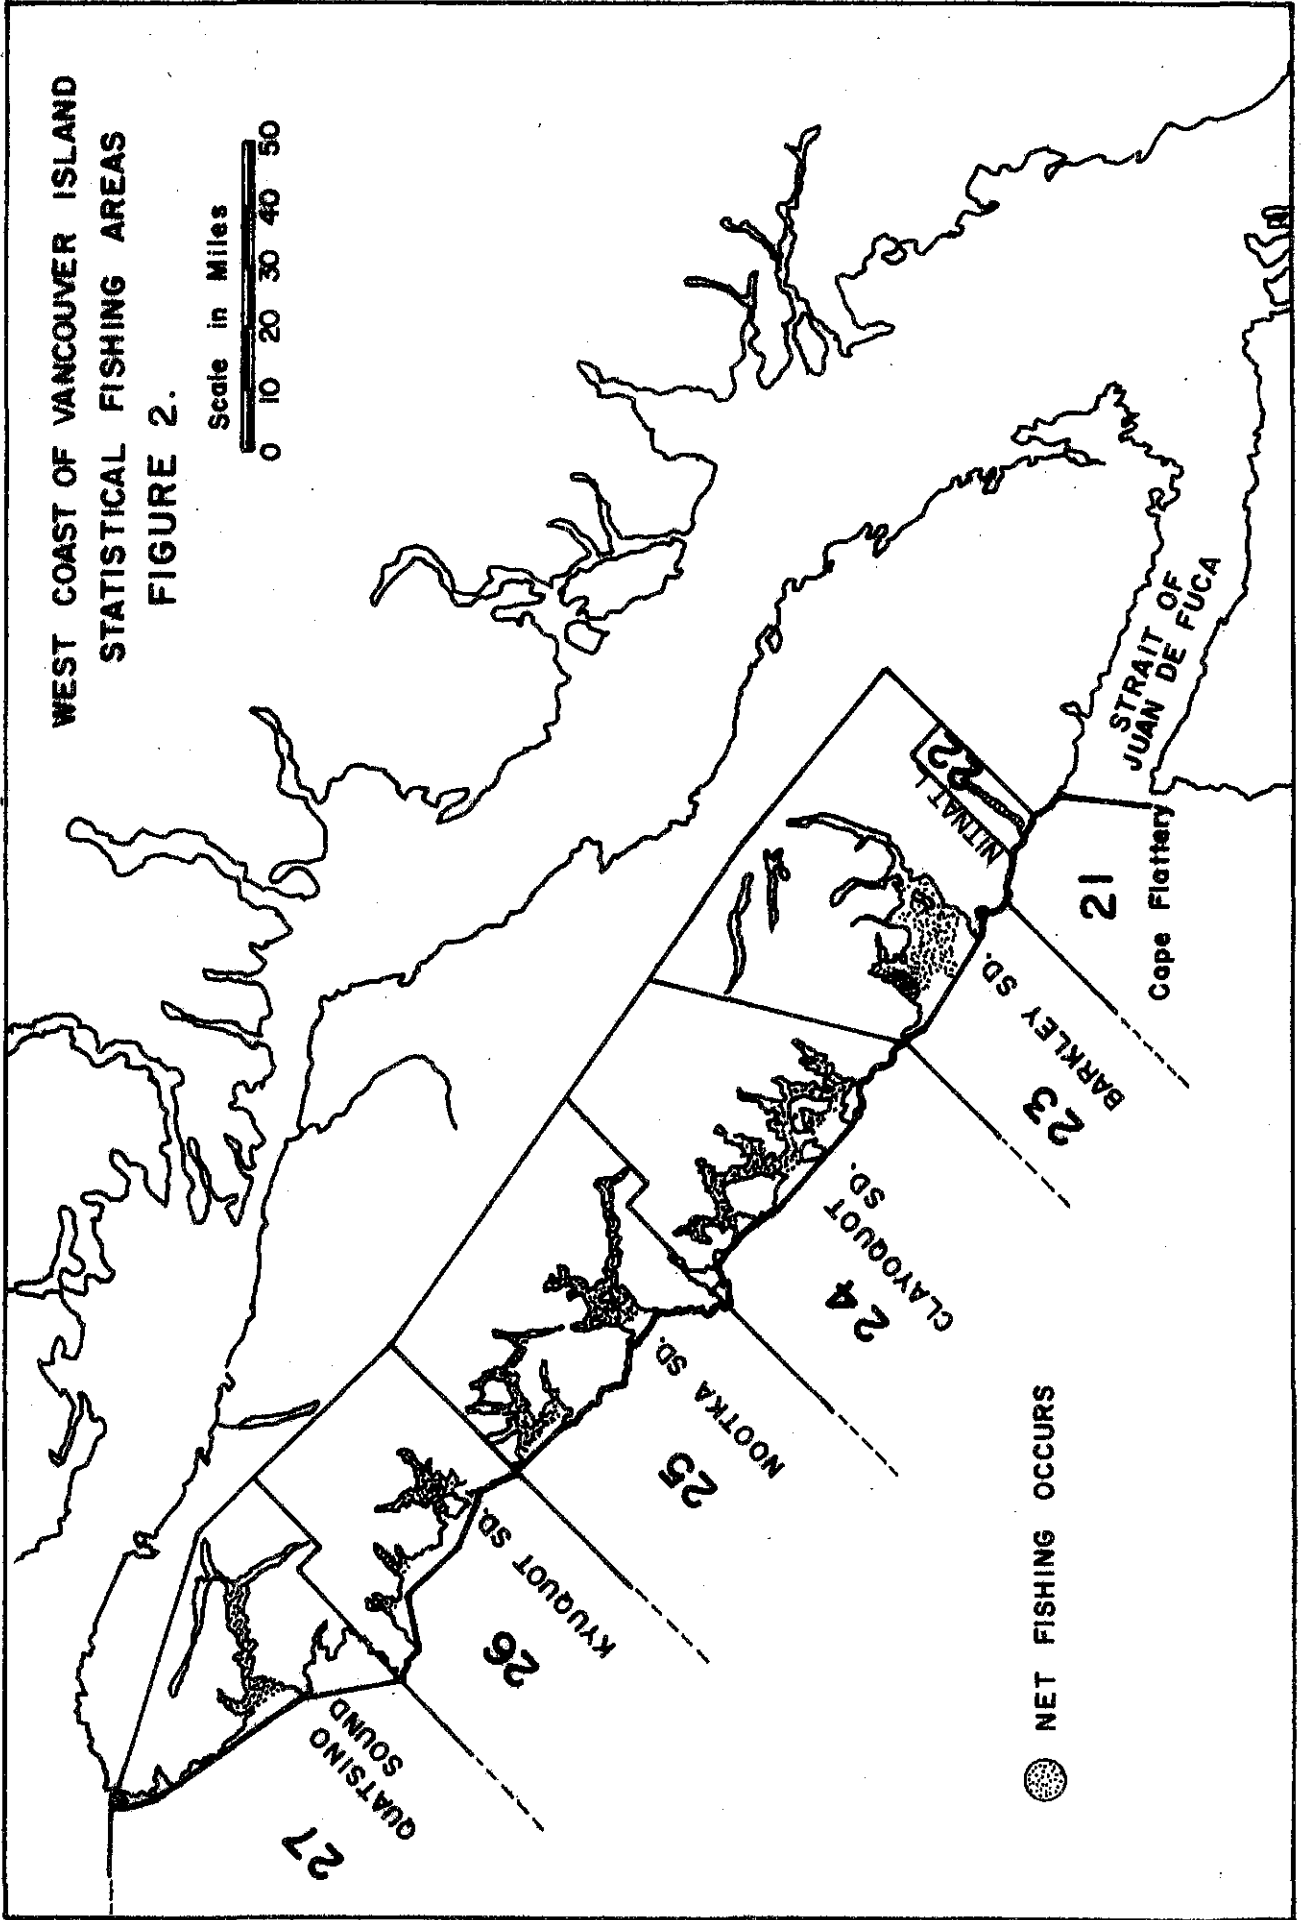 WEST COAST OF VANCOUVER ISLAND
STATISTICAL FISHING AREAS
FIGURE 2.
Scale in Miles
0 10 20 30 40 50
27
QUATSINO
SOUND
26
KYUQUOT SD.
25
NOOTKA SD.
24
CLAYOQUOT
SD.
23
BARKLEY SD.
22
NITNAT L
21
Cape Flattery
STRAIT OF
JUAN DE FUCA
NET FISHING OCCURS